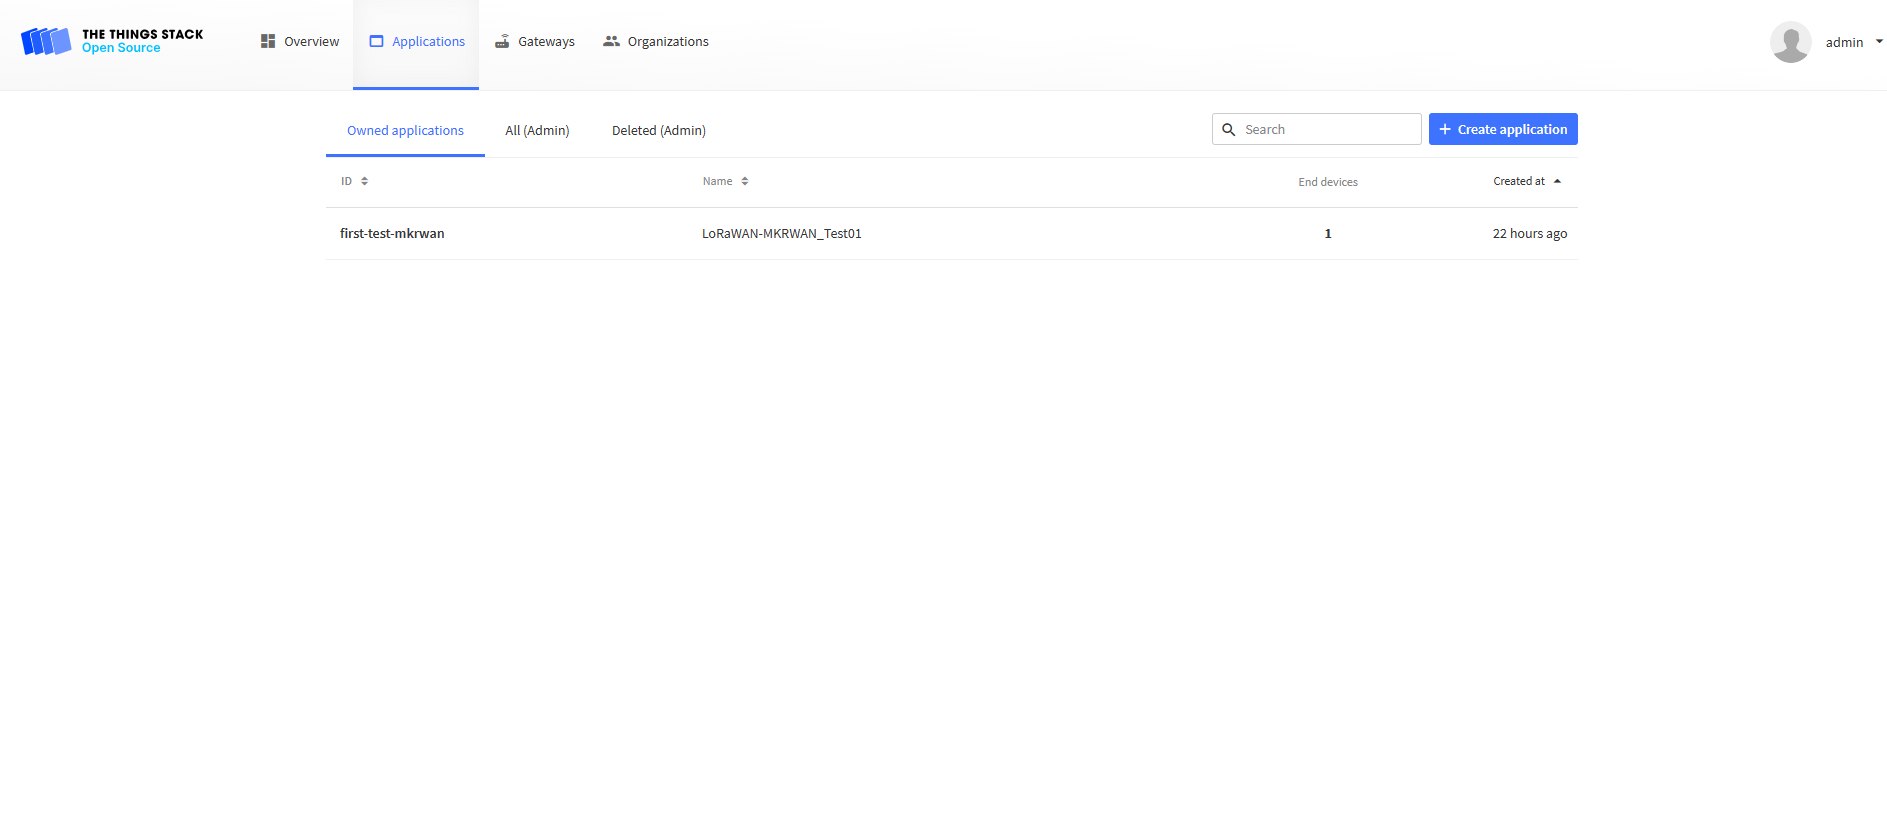 THE THINGS STACK
Open Source
Overview
Applications
Gateways
Organizations
admin
Owned applications
All (Admin)
Deleted (Admin)
Search
Create application
ID
Name
End devices
Created at
first-test-mkrwan
LoRaWAN-MKRWAN_Test01
1
22 hours ago